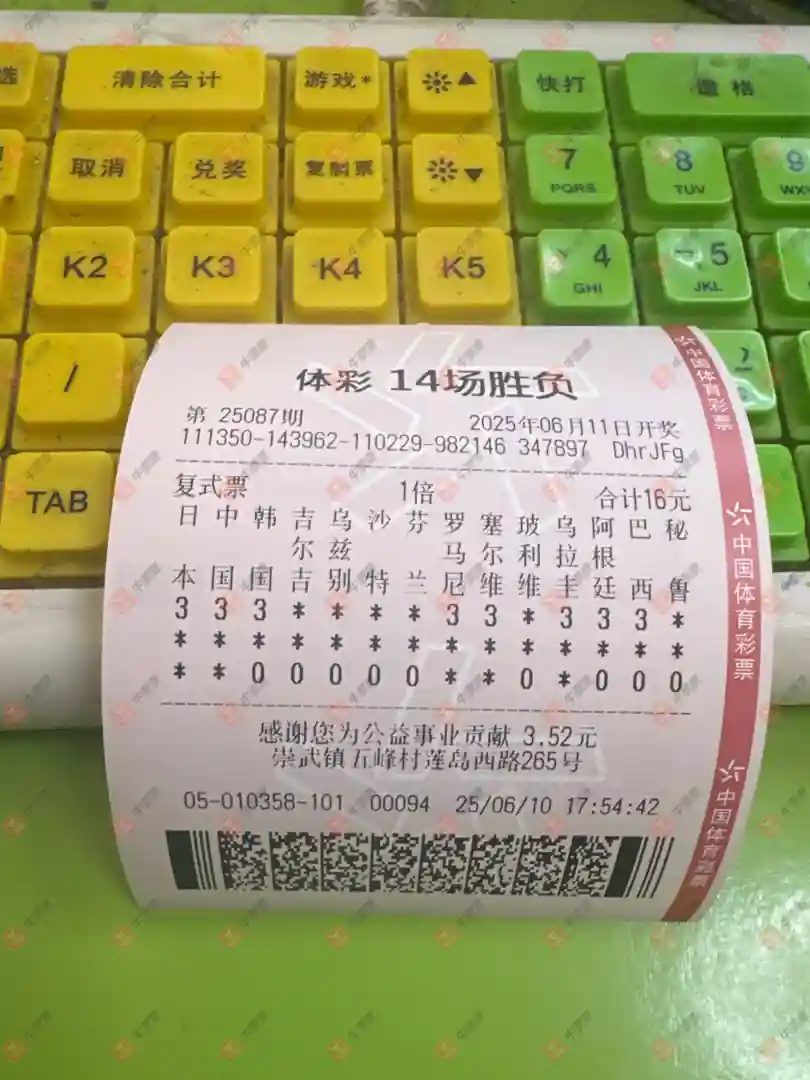 清除合计 游戏* ▲ 快打
取消 兑奖 复制票 ▼ 7 8 9
PQRS TUV WX
K2 K3 K4 K5 4 5
GHI JKL
/
TAB
体彩 14场胜负
第 25087期 2025年06月11日开奖
111350-143962-110229-982146 347897 DhrJFg
复式票 1倍 合计16元
日 中 韩 吉 乌 沙 芬 罗 塞 玻 乌 阿 巴 秘
尔 兹 马 尔 利 拉 根
本 国 国 吉 别 特 兰 尼 维 维 圭 廷 西 鲁
3 3 3 * * * * 3 3 * 3 3 3 *
* * * * * * * * * * * * * *
* * 0 0 0 0 0 * * 0 * 0 0 0
感谢您为公益事业贡献 3.52元
崇武镇五峰村莲岛西路265号
05-010358-101 00094 25/06/10 17:54:42
中国体育彩票
中国体育彩票
中国体育彩票